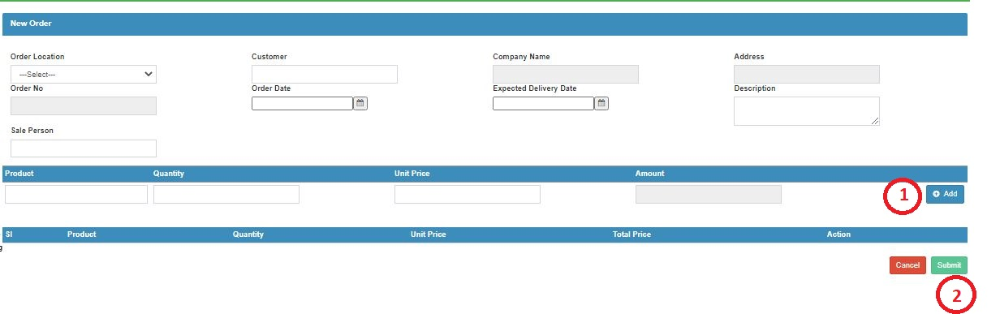 New Order
Order Location Customer Company Name Address
---Select---
Order No Order Date Expected Delivery Date Description
Sale Person
Product Quantity Unit Price Amount
1 Add
Sl Product Quantity Unit Price Total Price Action
g
Cancel Submit
2